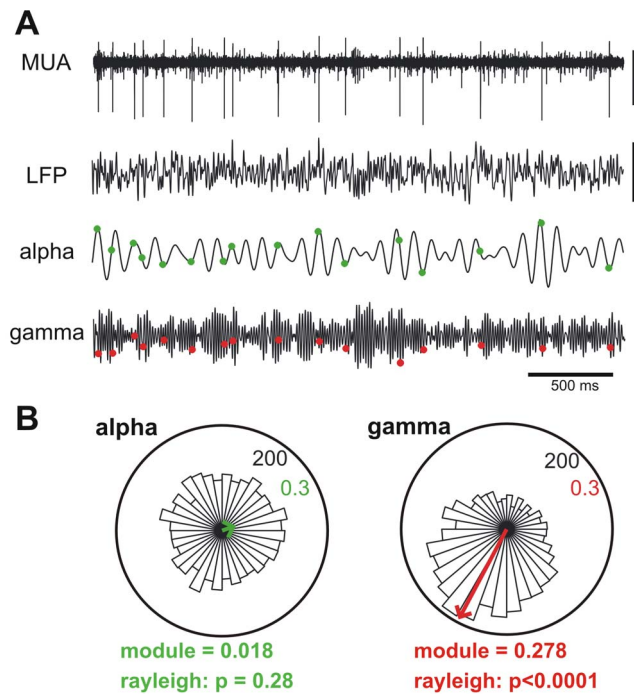 A
MUA
LFP
alpha
gamma
500 ms
B
alpha
200
0.3
module = 0.018
rayleigh: p = 0.28
gamma
200
0.3
module = 0.278
rayleigh: p<0.0001